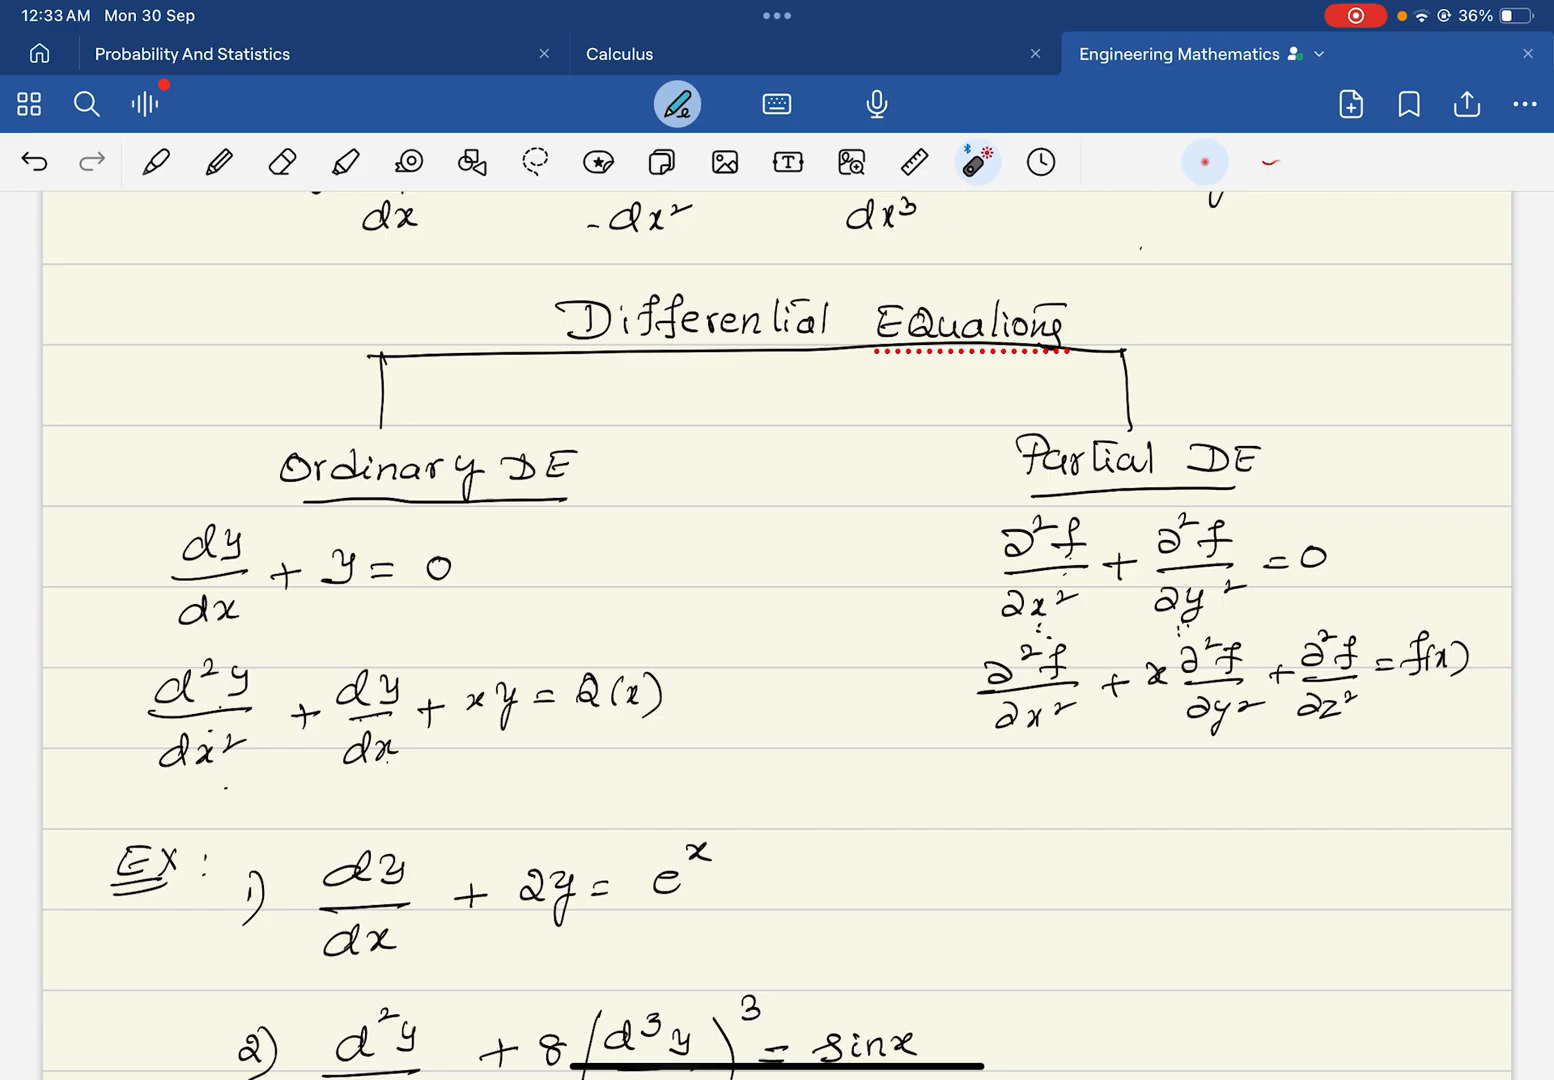 12:33 AM Mon 30 Sep 36%
Probability And Statistics Calculus Engineering Mathematics
dx -dx² dx³
Differential Equations
Ordinary DE Partial DE
dy/dx + y = 0 ∂²f/∂x² + ∂²f/∂y² = 0
d²y/dx² + dy/dx + xy = Q(x) ∂²f/∂x² + x ∂²f/∂y² + ∂²f/∂z² = f(x)
EX: 1) dy/dx + 2y = eˣ
2) d²y + 8(d³y)³ = sinx